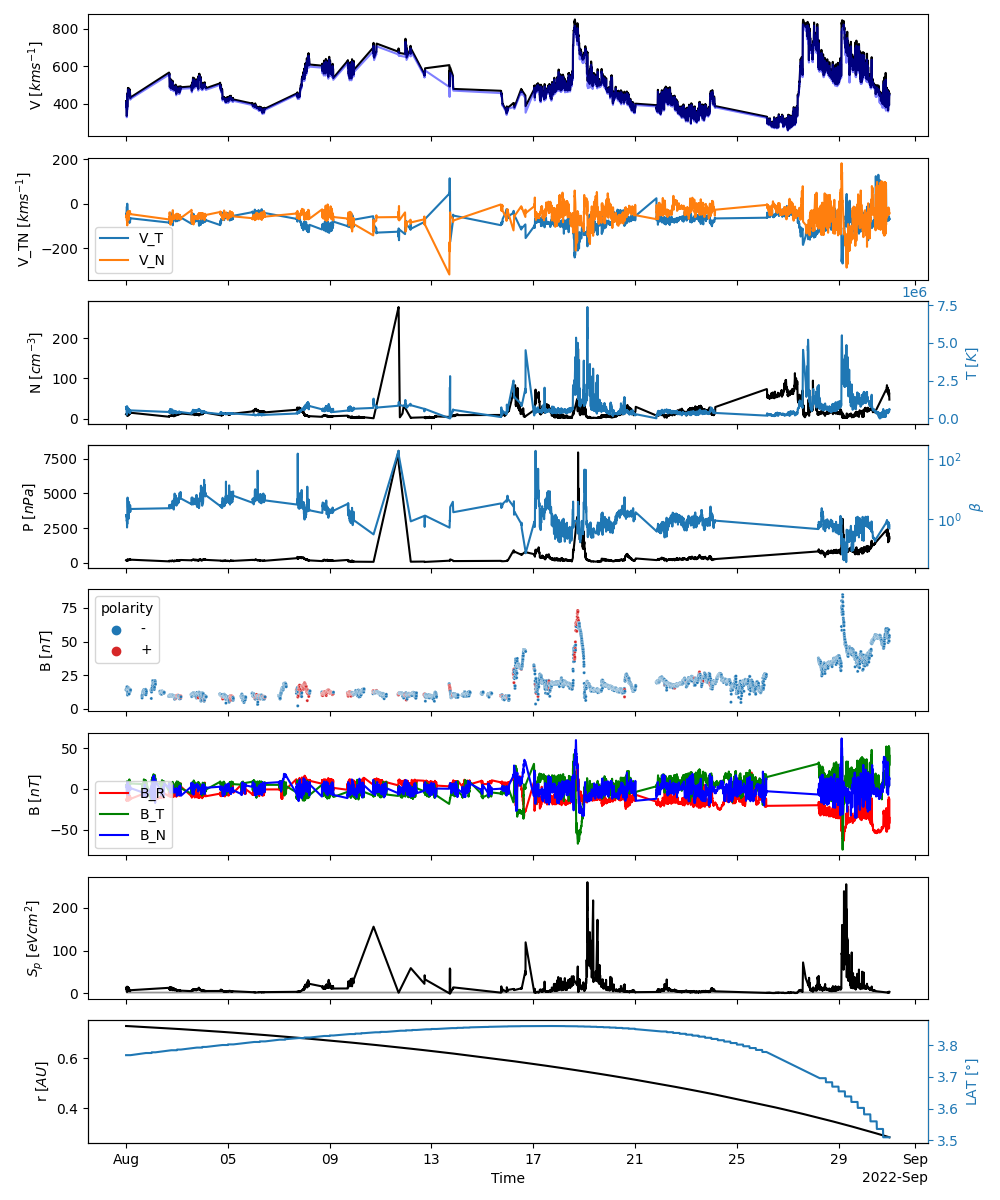 800
600
400
V [kms⁻¹]
200
0
−200
V_TN [kms⁻¹]
V_T
V_N
1e6
200
100
0
N [cm⁻³]
7.5
5.0
2.5
0.0
T [K]
7500
5000
2500
0
P [nPa]
10²
10⁰
β
75
50
25
0
B [nT]
polarity
-
+
50
0
−50
B [nT]
B_R
B_T
B_N
200
100
0
S_p [eVcm²]
0.6
0.4
r [AU]
3.8
3.7
3.6
3.5
LAT [°]
Aug 05 09 13 17 21 25 29 Sep
Time
2022-Sep